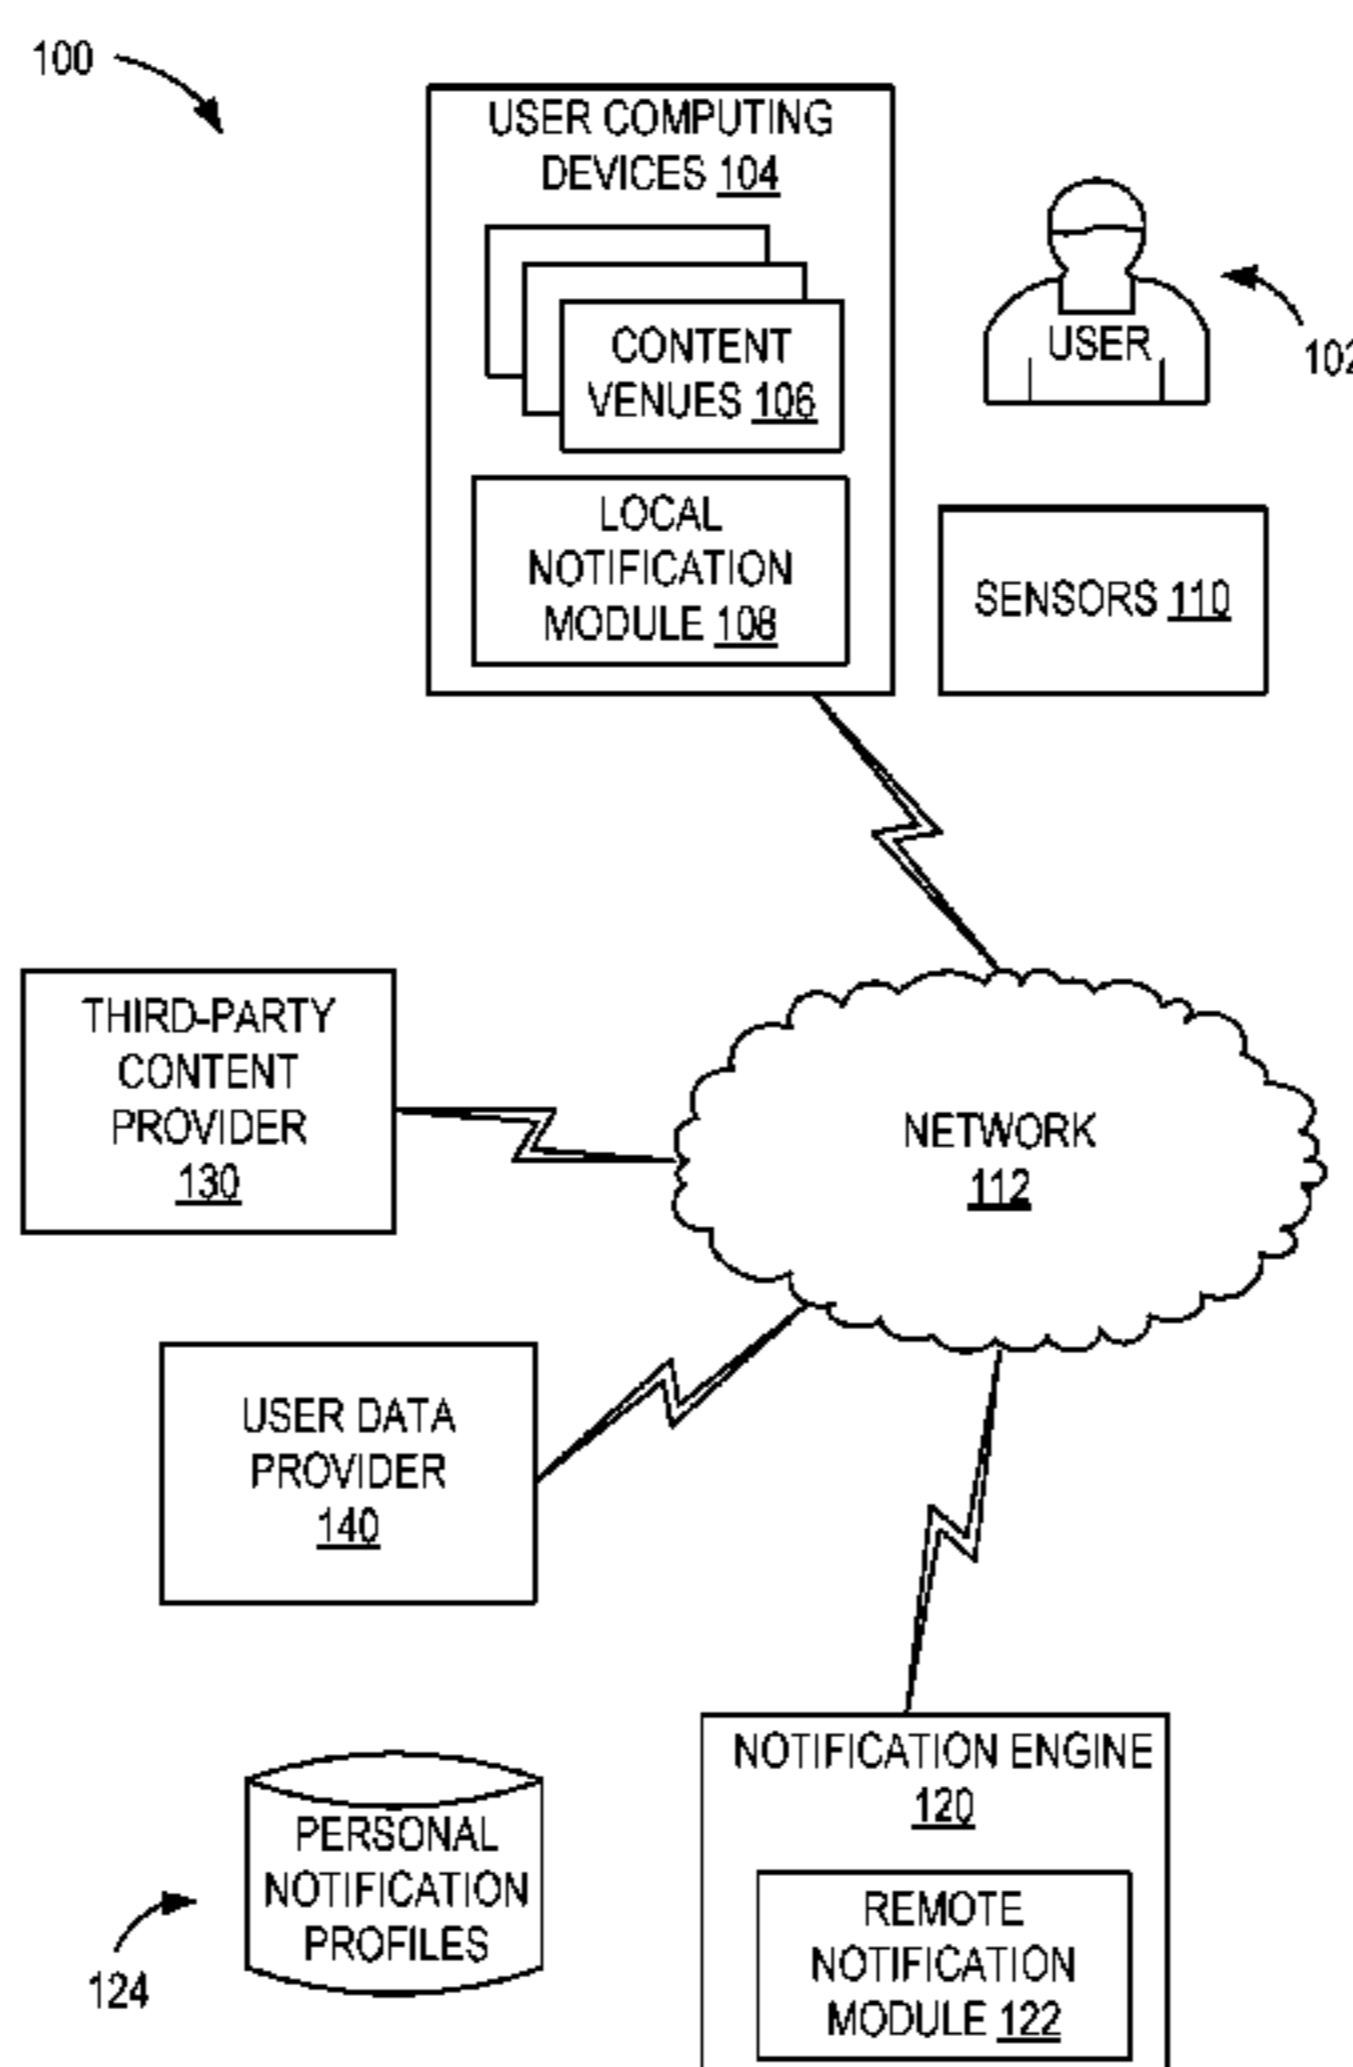 100
USER COMPUTING
DEVICES 104
CONTENT
VENUES 106
LOCAL
NOTIFICATION
MODULE 108
USER
102
SENSORS 110
THIRD-PARTY
CONTENT
PROVIDER
130
NETWORK
112
USER DATA
PROVIDER
140
PERSONAL
NOTIFICATION
PROFILES
124
NOTIFICATION ENGINE
120
REMOTE
NOTIFICATION
MODULE 122